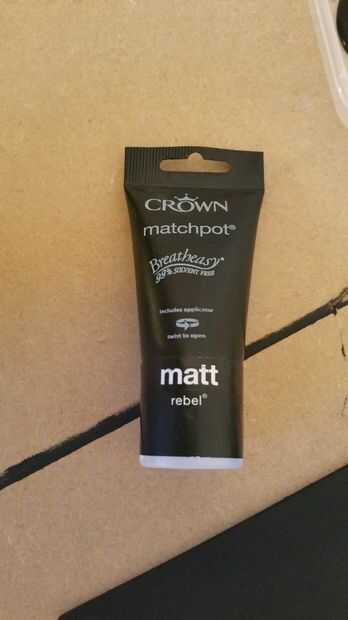 CROWN
matchpot®
Breatheasy®
99% SOLVENT FREE
includes applicator
twist to open
matt
rebel®